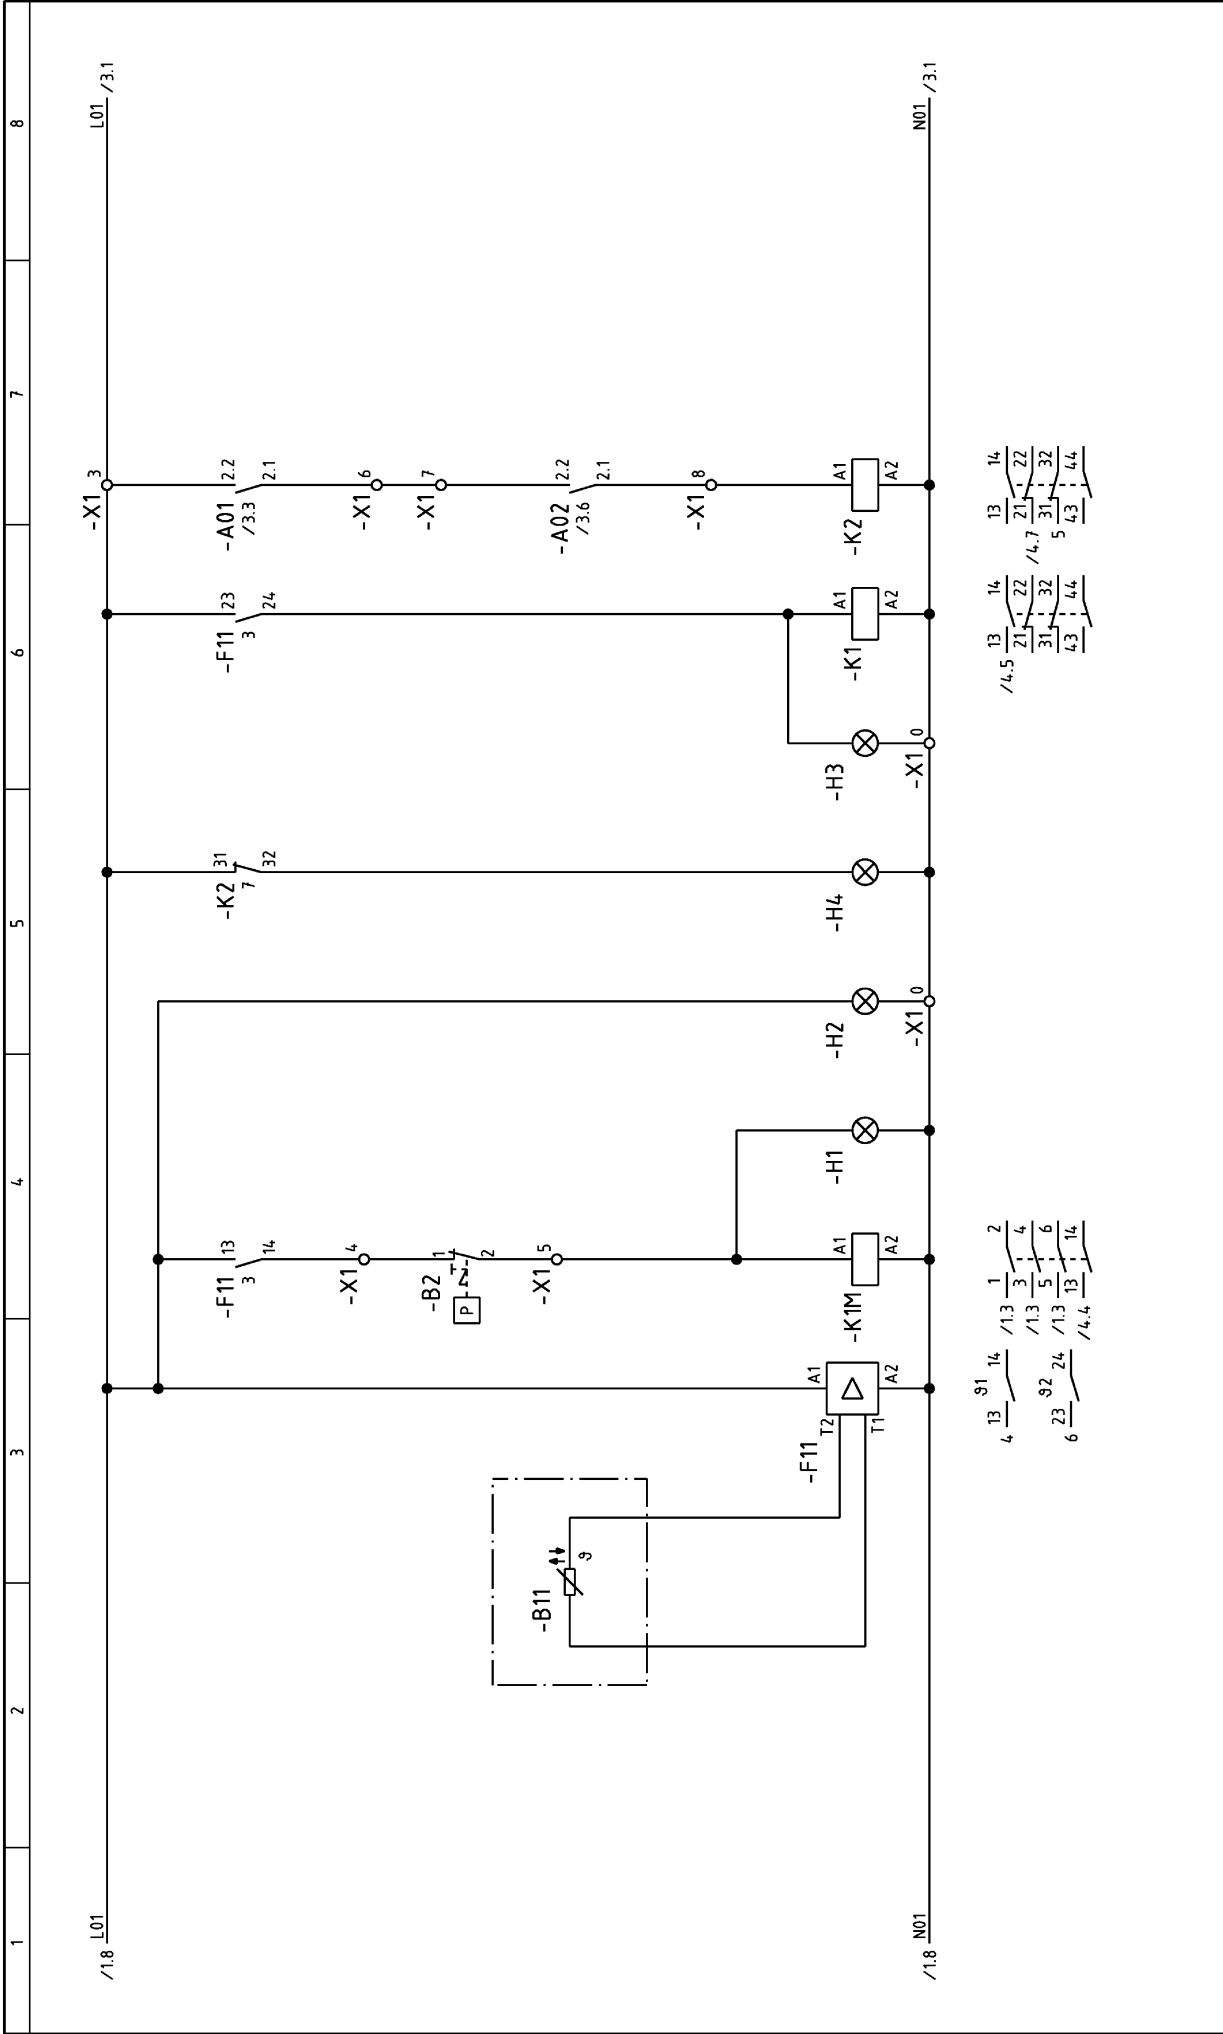 1
2
3
4
5
6
7
8
/1.8 L01
L01 /3.1
-F11
13
14
3
-X1 4
-B2
1
2
P
-X1 5
-K2
31
32
7
-F11
23
24
3
-X1 3
-A01
/3.3
2.2
2.1
-X1 6
-X1 7
-A02
/3.6
2.2
2.1
-X1 8
-B11
ϑ
-F11
T2
T1
A1
A2
-K1M
A1
A2
-H1
-H2
-X1 0
-H4
-H3
-X1 0
-K1
A1
A2
-K2
A1
A2
/1.8 N01
N01 /3.1
ϑ1
4 13 14
ϑ2
6 23 24
/1.3 1 2
/1.3 3 4
/1.3 5 6
/4.4 13 14
/4.5 13 14
21 22
31 32
43 44
13 14
/4.7 21 22
5 31 32
43 44